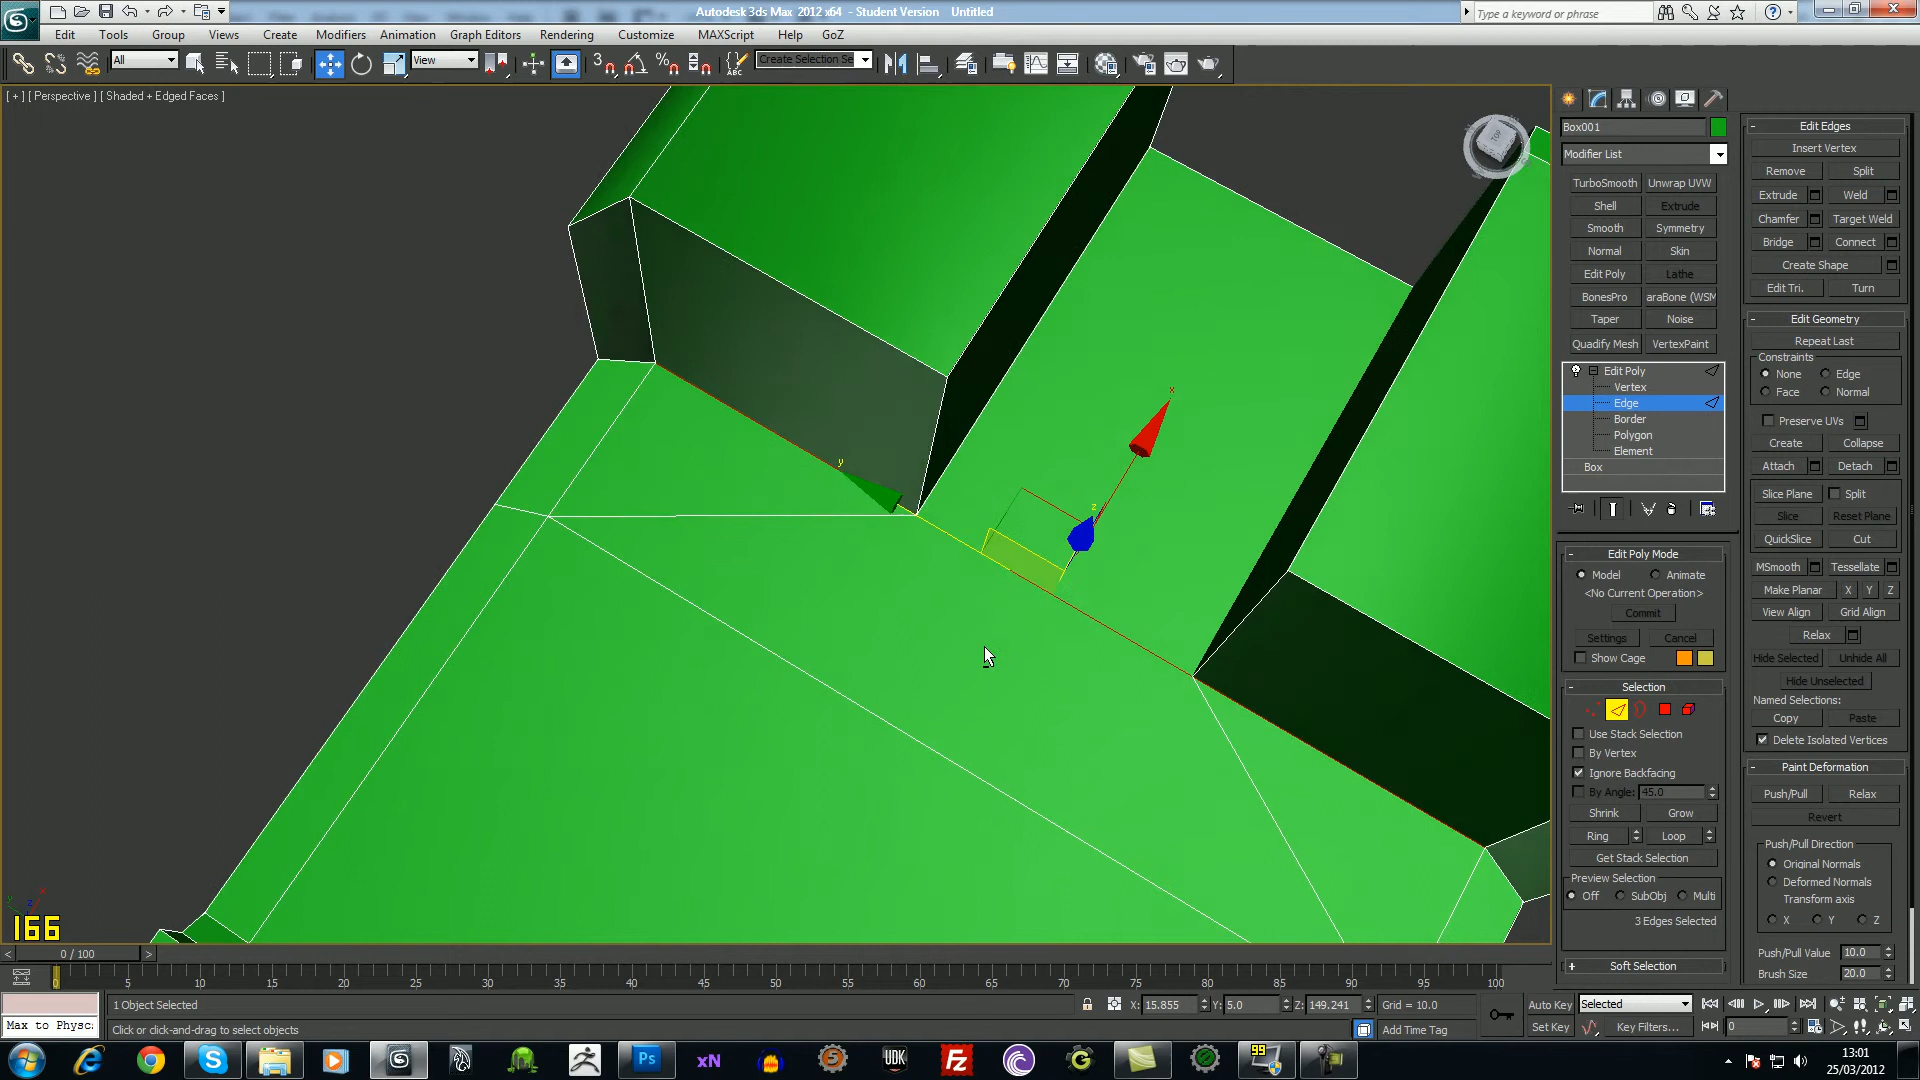 Autodesk 3ds Max 2012 x64 - Student Version Untitled
Type a keyword or phrase
Edit Tools Group Views Create Modifiers Animation Graph Editors Rendering Customize MAXScript Help GoZ
All View Create Selection Se
[ + ] [ Perspective ] [ Shaded + Edged Faces ]
TOP
x
y
z
166
Box001
Modifier List
TurboSmooth Unwrap UVW
Shell Extrude
Smooth Symmetry
Normal Skin
Edit Poly Lathe
BonesPro araBone (WSM
Taper Noise
Quadify Mesh VertexPaint
Edit Poly
Vertex
Edge
Border
Polygon
Element
Box
Edit Poly Mode
Model Animate
<No Current Operation>
Commit
Settings Cancel
Show Cage
Selection
Use Stack Selection
By Vertex
Ignore Backfacing
By Angle: 45.0
Shrink Grow
Ring Loop
Get Stack Selection
Preview Selection
Off SubObj Multi
3 Edges Selected
Soft Selection
Edit Edges
Insert Vertex
Remove Split
Extrude Weld
Chamfer Target Weld
Bridge Connect
Create Shape
Edit Tri. Turn
Edit Geometry
Repeat Last
Constraints
None Edge
Face Normal
Preserve UVs
Create Collapse
Attach Detach
Slice Plane Split
Slice Reset Plane
QuickSlice Cut
MSmooth Tessellate
Make Planar X Y Z
View Align Grid Align
Relax
Hide Selected Unhide All
Hide Unselected
Named Selections:
Copy Paste
Delete Isolated Vertices
Paint Deformation
Push/Pull Relax
Revert
Push/Pull Direction
Original Normals
Deformed Normals
Transform axis
X Y Z
Push/Pull Value 10.0
Brush Size 20.0
0 / 100
0 5 10 15 20 25 30 35 40 45 50 55 60 65 70 75 80 85 90 95 100
1 Object Selected X: 15.855 Y: 5.0 Z: 149.241 Grid = 10.0 Auto Key Selected
Max to Physc: Click or click-and-drag to select objects Add Time Tag Set Key Key Filters... 0
Ps xN 5 UDK Fz G 99
13:01
25/03/2012